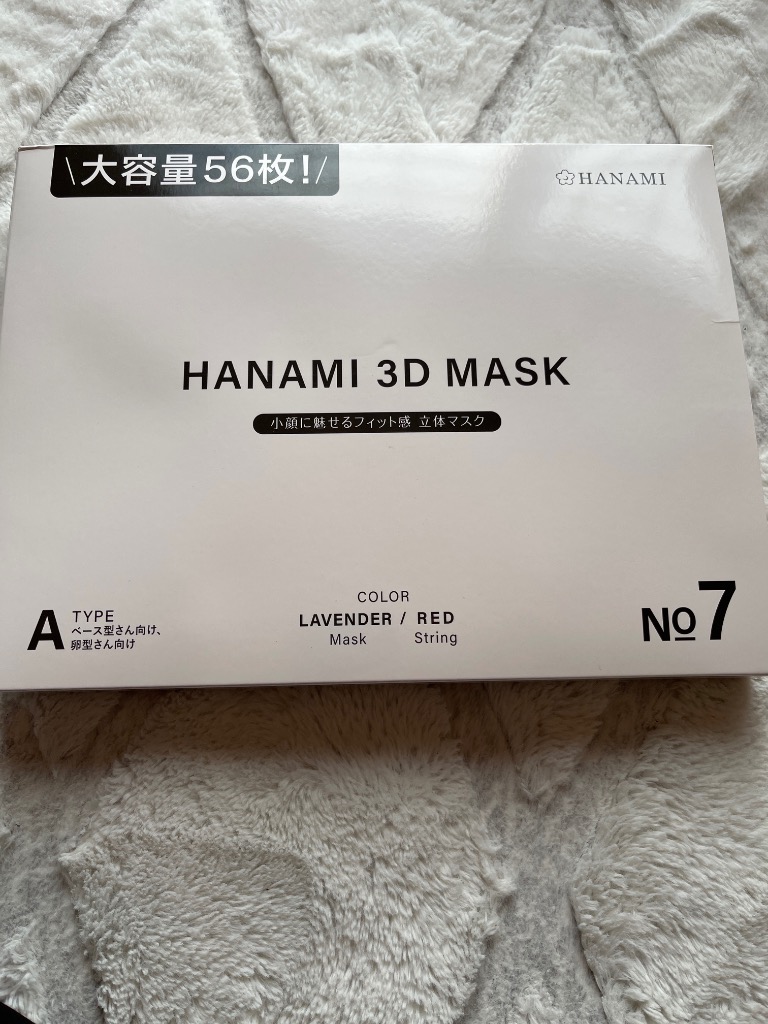 \大容量56枚!/
HANAMI
HANAMI 3D MASK
小顔に魅せるフィット感 立体マスク
A TYPE
ベース型さん向け、
卵型さん向け
COLOR
LAVENDER / RED
Mask String
No7